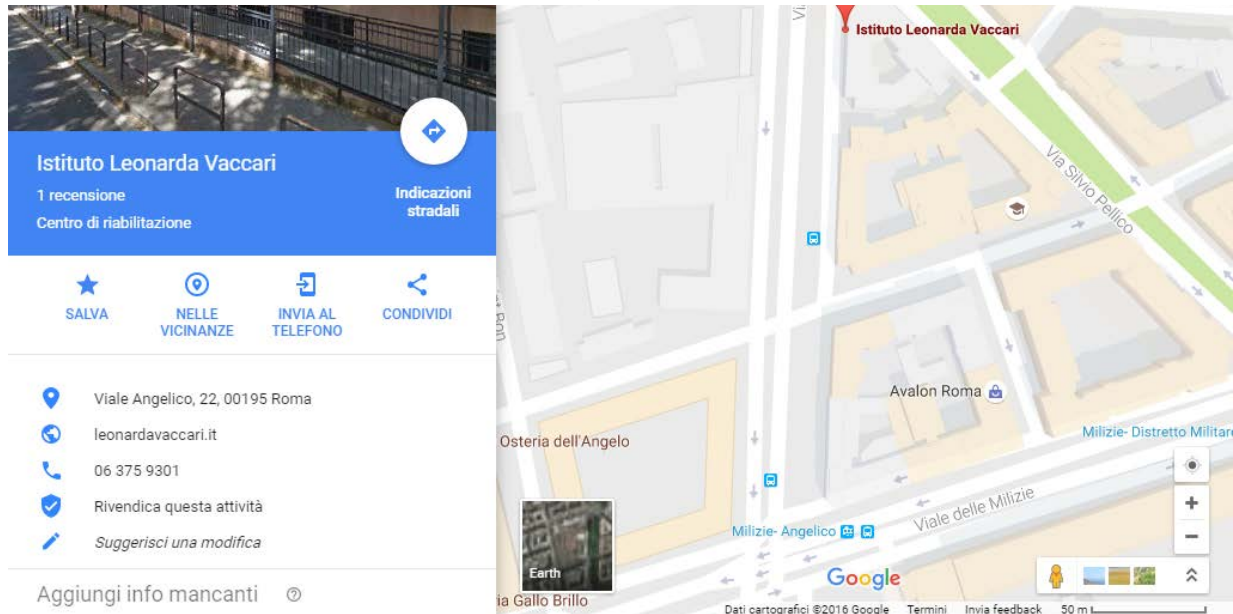 Istituto Leonarda Vaccari
1 recensione
Centro di riabilitazione
Indicazioni
stradali
SALVA
NELLE
VICINANZE
INVIA AL
TELEFONO
CONDIVIDI
Viale Angelico, 22, 00195 Roma
leonardavaccari.it
06 375 9301
Rivendica questa attività
Suggerisci una modifica
Aggiungi info mancanti
Istituto Leonarda Vaccari
Via Silvio Pellico
Avalon Roma
Osteria dell'Angelo
Milizie- Distretto Militare
Viale delle Milizie
Milizie- Angelico
Earth
ia Gallo Brillo
Google
Dati cartografici ©2016 Google Termini Invia feedback 50 m